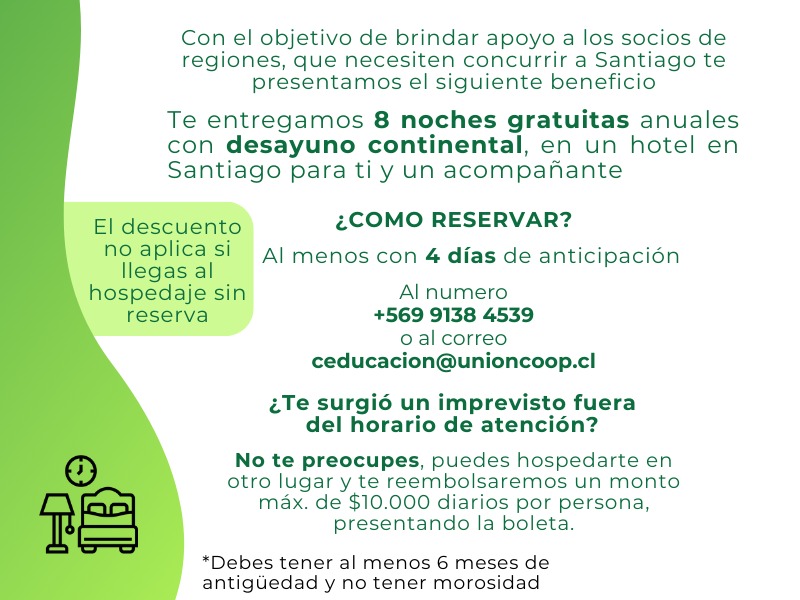 Con el objetivo de brindar apoyo a los socios de
regiones, que necesiten concurrir a Santiago te
presentamos el siguiente beneficio
Te entregamos 8 noches gratuitas anuales
con desayuno continental, en un hotel en
Santiago para ti y un acompañante
El descuento
no aplica si
llegas al
hospedaje sin
reserva
¿COMO RESERVAR?
Al menos con 4 días de anticipación
Al numero
+569 9138 4539
o al correo
ceducacion@unioncoop.cl
¿Te surgió un imprevisto fuera
del horario de atención?
No te preocupes, puedes hospedarte en
otro lugar y te reembolsaremos un monto
máx. de $10.000 diarios por persona,
presentando la boleta.
*Debes tener al menos 6 meses de
antigüedad y no tener morosidad